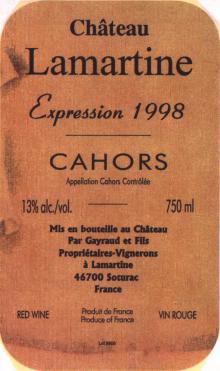 Château
Lamartine
Expression 1998
CAHORS
Appellation Cahors Contrôlée
13% alc./vol. 750 ml
Mis en bouteille au Château
Par Gayraud et Fils
Propriétaires-Vignerons
à Lamartine
46700 Soturac
France
RED WINE Produit de France VIN ROUGE
Produce of France